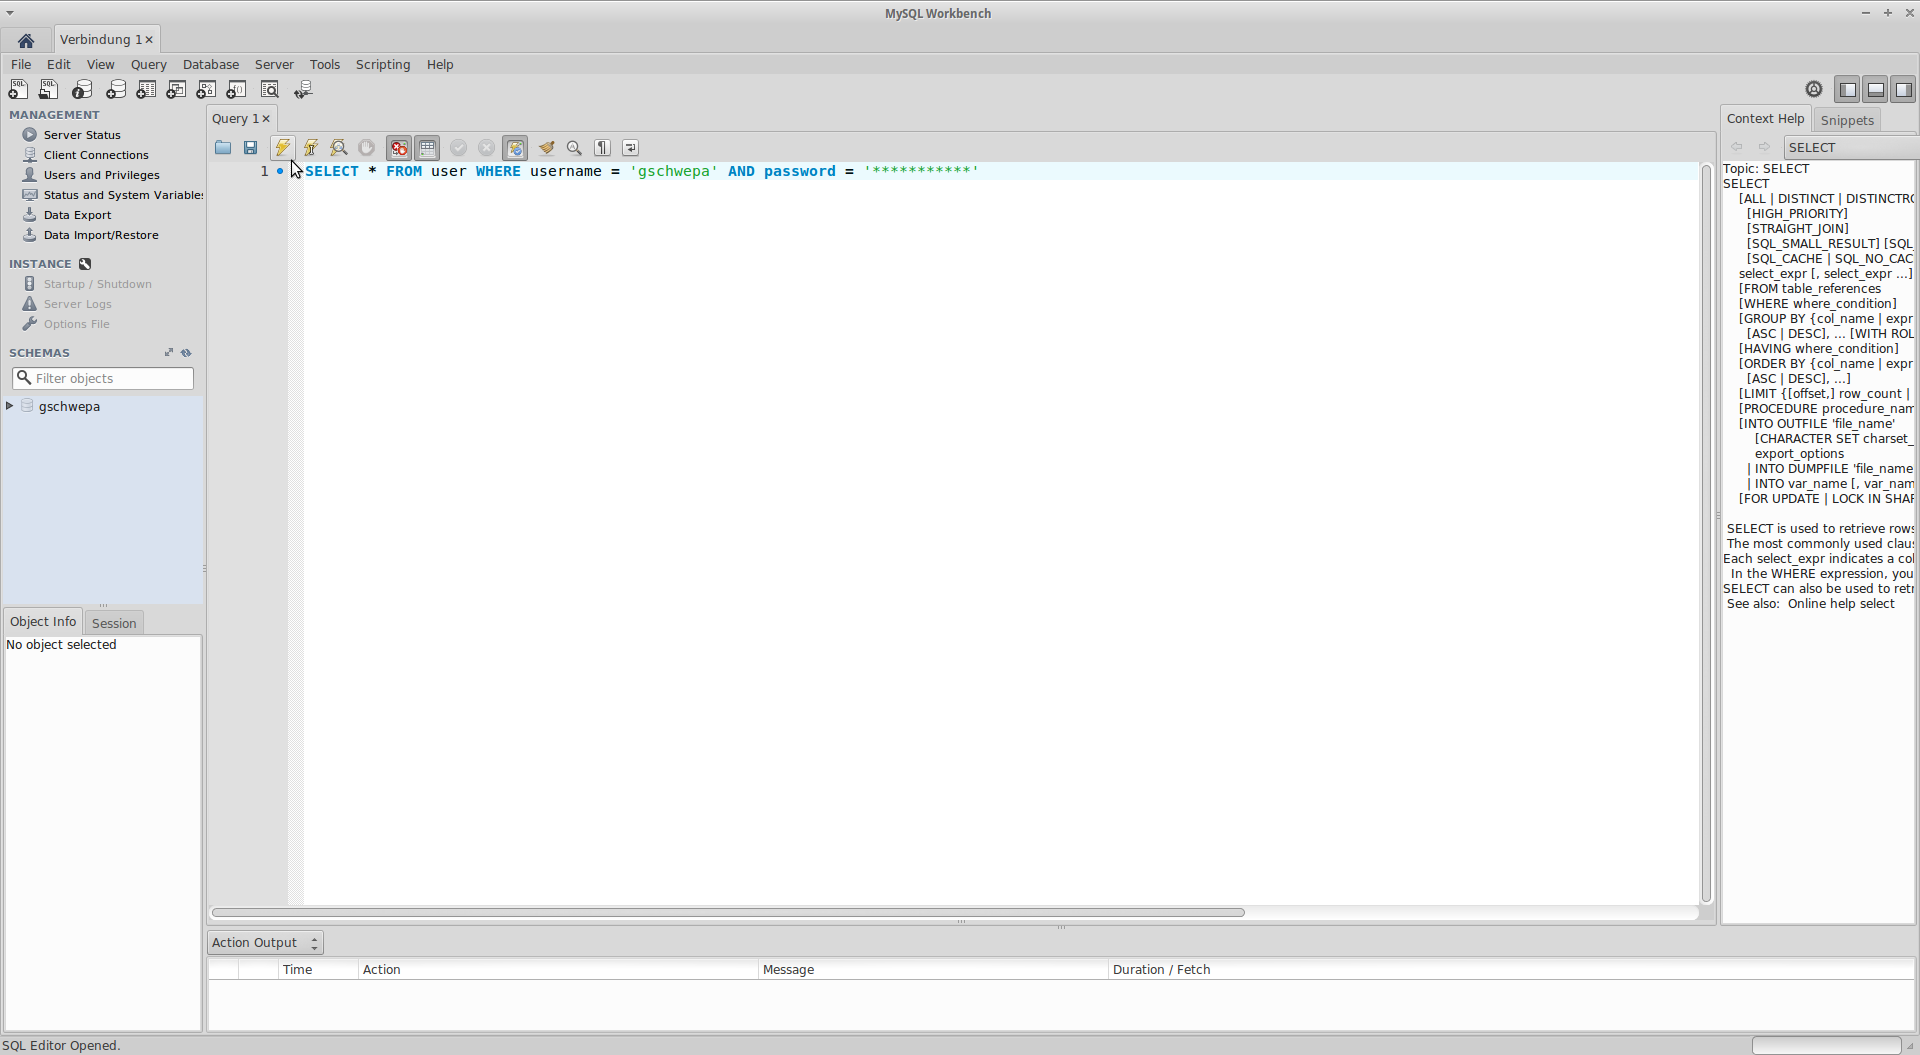 MySQL Workbench
Verbindung 1
File Edit View Query Database Server Tools Scripting Help
MANAGEMENT
Server Status
Client Connections
Users and Privileges
Status and System Variable
Data Export
Data Import/Restore
INSTANCE
Startup / Shutdown
Server Logs
Options File
SCHEMAS
Filter objects
gschwepa
Object Info Session
No object selected
Query 1
1 SELECT * FROM user WHERE username = 'gschwepa' AND password = '***********'
Context Help Snippets
SELECT
Topic: SELECT
SELECT
[ALL | DISTINCT | DISTINCTR
[HIGH_PRIORITY]
[STRAIGHT_JOIN]
[SQL_SMALL_RESULT] [SQL_
[SQL_CACHE | SQL_NO_CAC
select_expr [, select_expr ...]
[FROM table_references
[WHERE where_condition]
[GROUP BY {col_name | expr
[ASC | DESC], ... [WITH ROL
[HAVING where_condition]
[ORDER BY {col_name | expr
[ASC | DESC], ...]
[LIMIT {[offset,] row_count |
[PROCEDURE procedure_nam
[INTO OUTFILE 'file_name'
[CHARACTER SET charset_
export_options
| INTO DUMPFILE 'file_name
| INTO var_name [, var_nam
[FOR UPDATE | LOCK IN SHAR
SELECT is used to retrieve rows
The most commonly used clau
Each select_expr indicates a col
In the WHERE expression, you
SELECT can also be used to retr
See also: Online help select
Action Output
Time Action Message Duration / Fetch
SQL Editor Opened.